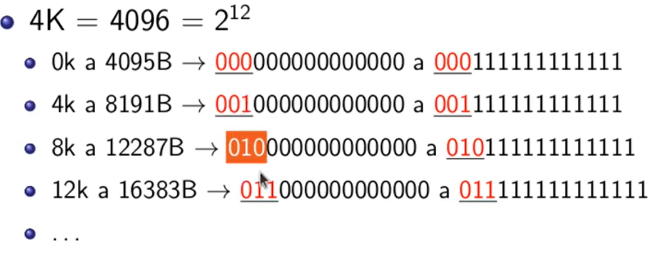 4K = 4096 = 2^12
0k a 4095B → 000000000000000 a 000111111111111
4k a 8191B → 001000000000000 a 001111111111111
8k a 12287B → 010000000000000 a 010111111111111
12k a 16383B → 011000000000000 a 011111111111111
...